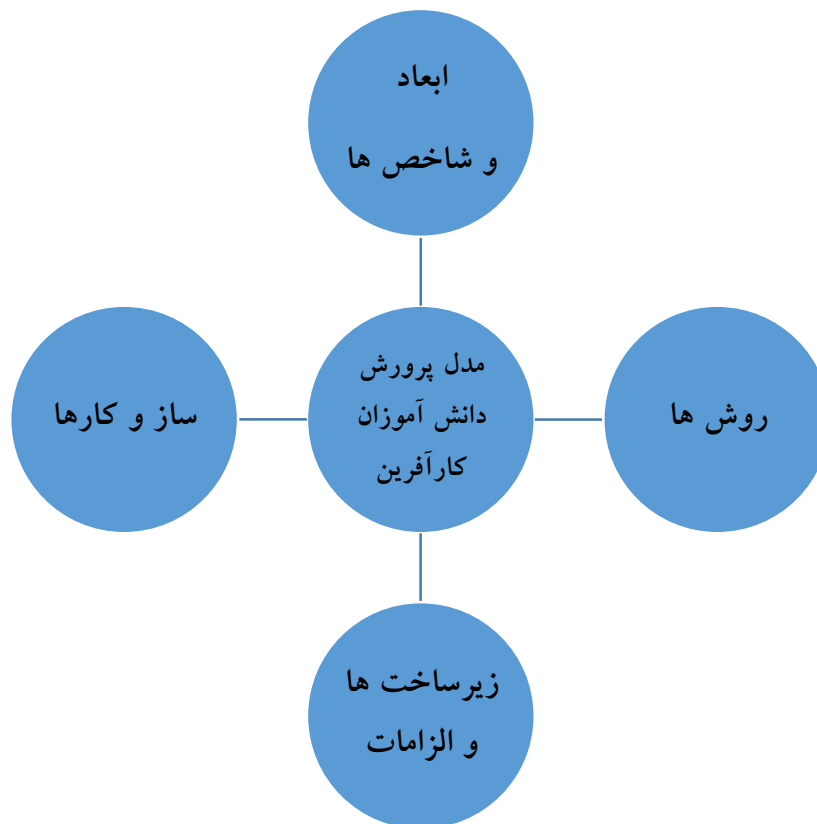 ابعاد
و شاخص ها
مدل پرورش
دانش آموزان
کارآفرین
روش ها
ساز و کارها
زیرساخت ها
و الزامات